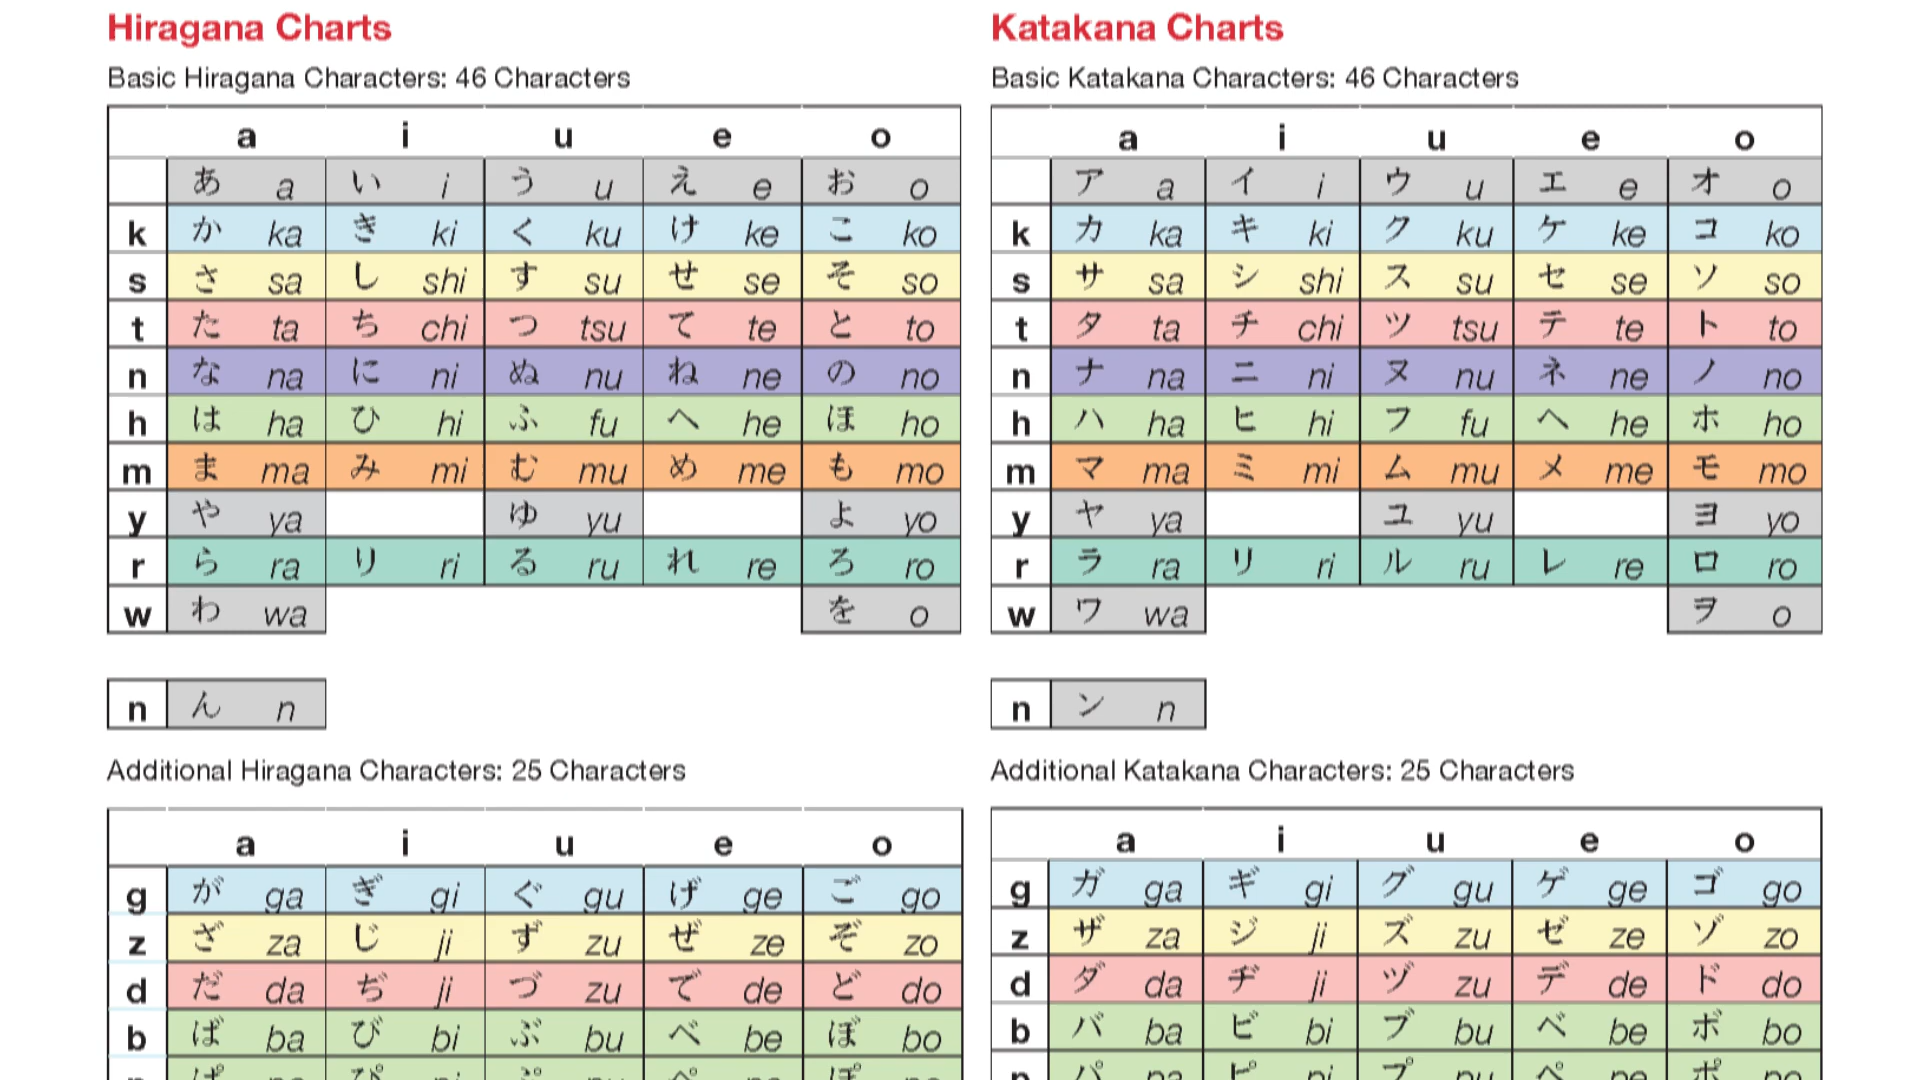 Hiragana Charts
Basic Hiragana Characters: 46 Characters
a i u e o
あ a い i う u え e お o
k か ka き ki く ku け ke こ ko
s さ sa し shi す su せ se そ so
t た ta ち chi つ tsu て te と to
n な na に ni ぬ nu ね ne の no
h は ha ひ hi ふ fu へ he ほ ho
m ま ma み mi む mu め me も mo
y や ya ゆ yu よ yo
r ら ra り ri る ru れ re ろ ro
w わ wa を o
n ん n
Additional Hiragana Characters: 25 Characters
a i u e o
g が ga ぎ gi ぐ gu げ ge ご go
z ざ za じ ji ず zu ぜ ze ぞ zo
d だ da ぢ ji づ zu で de ど do
b ば ba び bi ぶ bu べ be ぼ bo
Katakana Charts
Basic Katakana Characters: 46 Characters
a i u e o
ア a イ i ウ u エ e オ o
k カ ka キ ki ク ku ケ ke コ ko
s サ sa シ shi ス su セ se ソ so
t タ ta チ chi ツ tsu テ te ト to
n ナ na ニ ni ヌ nu ネ ne ノ no
h ハ ha ヒ hi フ fu ヘ he ホ ho
m マ ma ミ mi ム mu メ me モ mo
y ヤ ya ユ yu ヨ yo
r ラ ra リ ri ル ru レ re ロ ro
w ワ wa ヲ o
n ン n
Additional Katakana Characters: 25 Characters
a i u e o
g ガ ga ギ gi グ gu ゲ ge ゴ go
z ザ za ジ ji ズ zu ゼ ze ゾ zo
d ダ da ヂ ji ヅ zu デ de ド do
b バ ba ビ bi ブ bu ベ be ボ bo